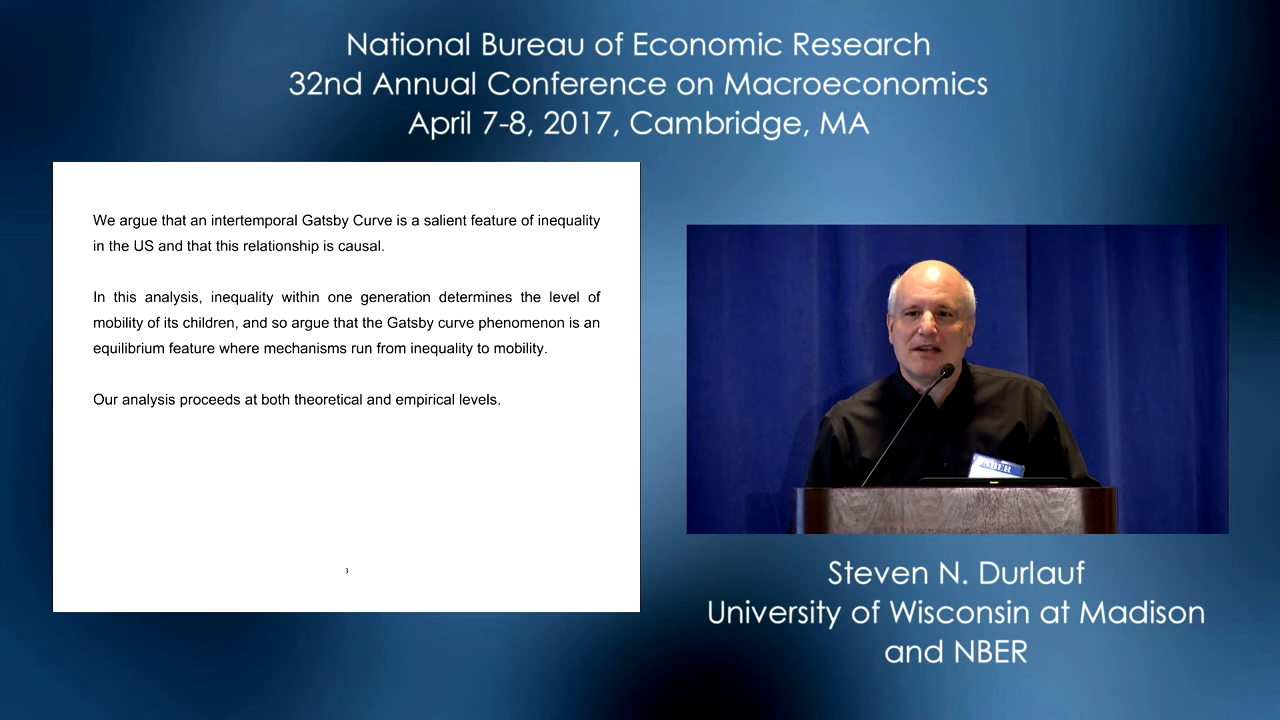 National Bureau of Economic Research
32nd Annual Conference on Macroeconomics
April 7-8, 2017, Cambridge, MA
We argue that an intertemporal Gatsby Curve is a salient feature of inequality
in the US and that this relationship is causal.
In this analysis, inequality within one generation determines the level of
mobility of its children, and so argue that the Gatsby curve phenomenon is an
equilibrium feature where mechanisms run from inequality to mobility.
Our analysis proceeds at both theoretical and empirical levels.
3
NBER
Steven N. Durlauf
University of Wisconsin at Madison
and NBER